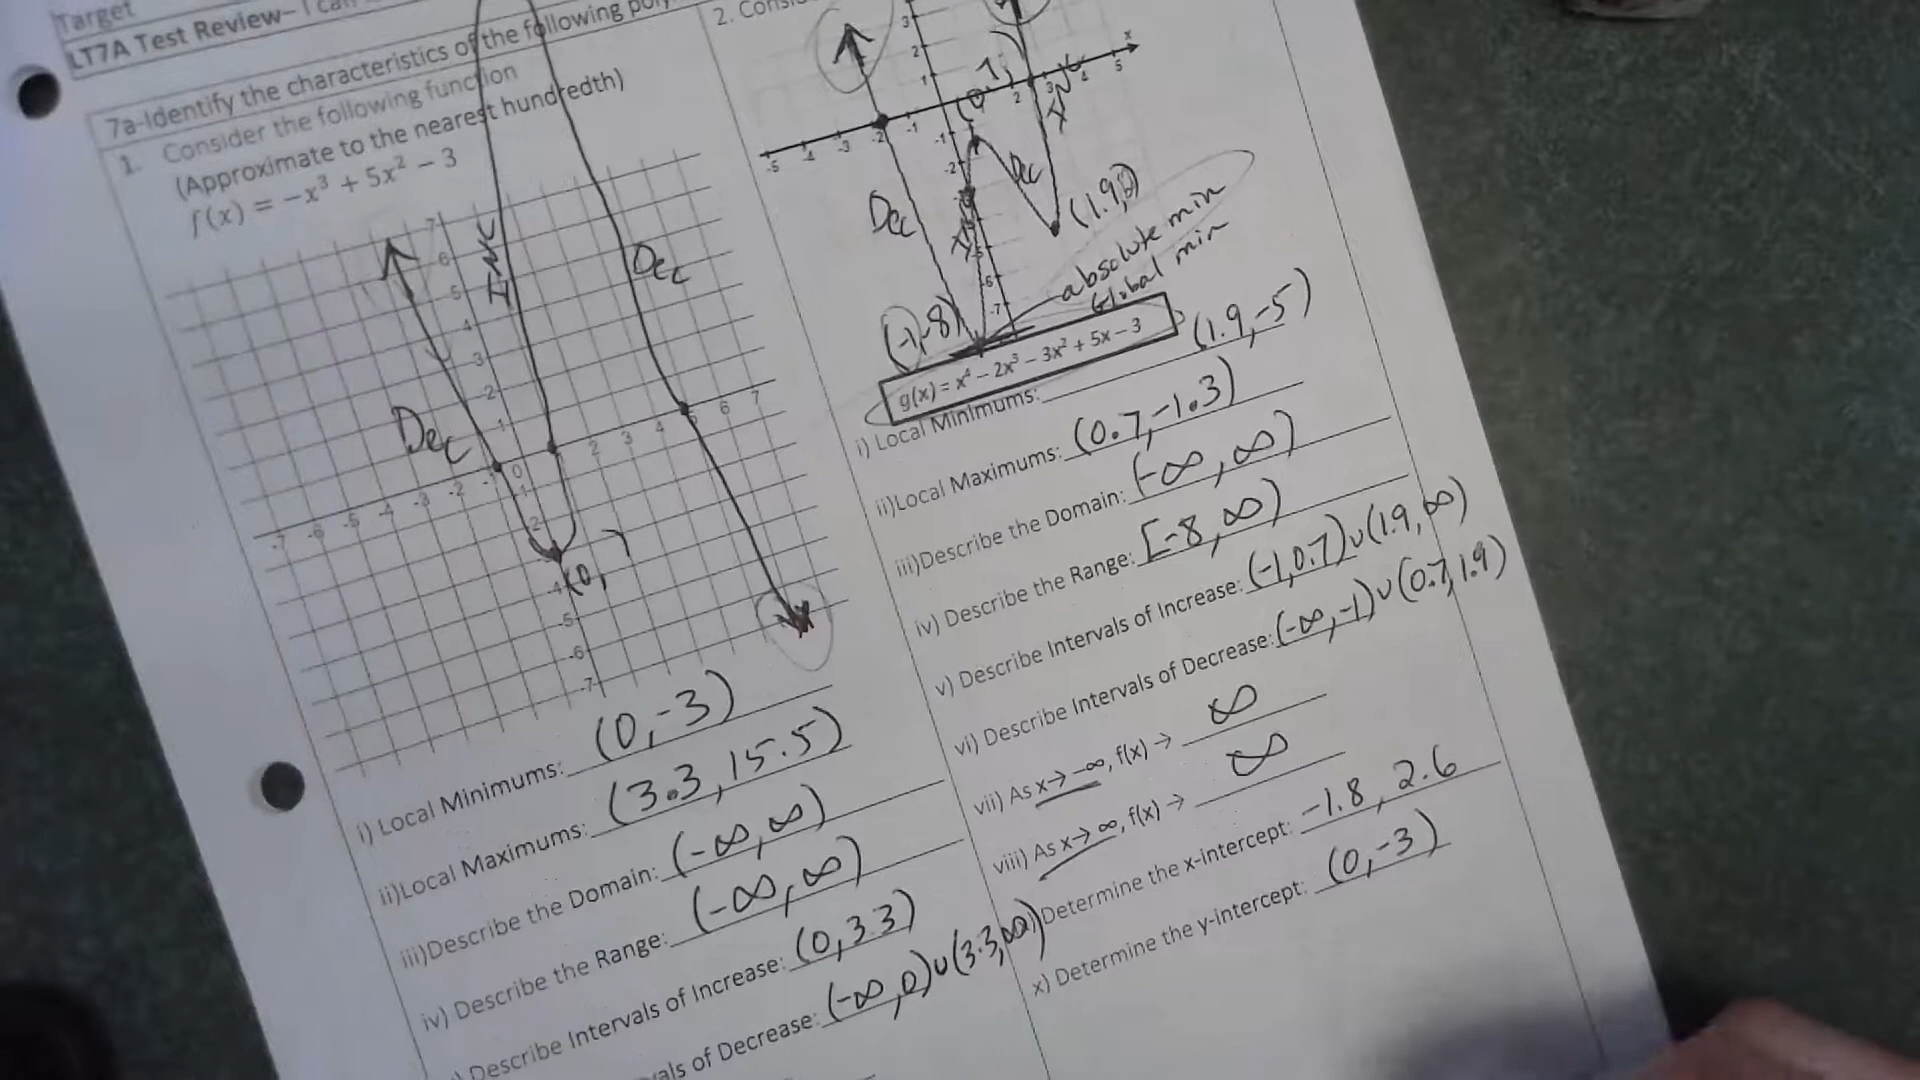 Target
LT7A Test Review– I can
7a-Identify the characteristics of the following
1. Consider the following function
(Approximate to the nearest hundredth)
f(x) = −x³ + 5x² − 3
Dec
INC
Dec
(0, )
i) Local Minimums: (0,-3)
ii)Local Maximums: (3.3,15.5)
iii)Describe the Domain: (-∞,∞)
iv) Describe the Range: (-∞,∞)
) Describe Intervals of Increase: (0,3.3)
vals of Decrease: (-∞,0)∪(3.3,∞)
2.
Dec
INC
Dec
INC
(0, )
(-1,-8)
absolute min
Global min
g(x) = x⁴ − 2x³ − 3x² + 5x − 3
i) Local Minimums: (1.9,-5)
ii)Local Maximums: (0.7,-1.3)
iii)Describe the Domain: (-∞,∞)
iv) Describe the Range: [-8,∞)
v) Describe Intervals of Increase: (-1,0.7)∪(1.9,∞)
vi) Describe Intervals of Decrease: (-∞,-1)∪(0.7,1.9)
vii) As x→ -∞, f(x) → ∞
viii) As x→ ∞, f(x) → ∞
Determine the x-intercept: -1.8, 2.6
x) Determine the y-intercept: (0,-3)